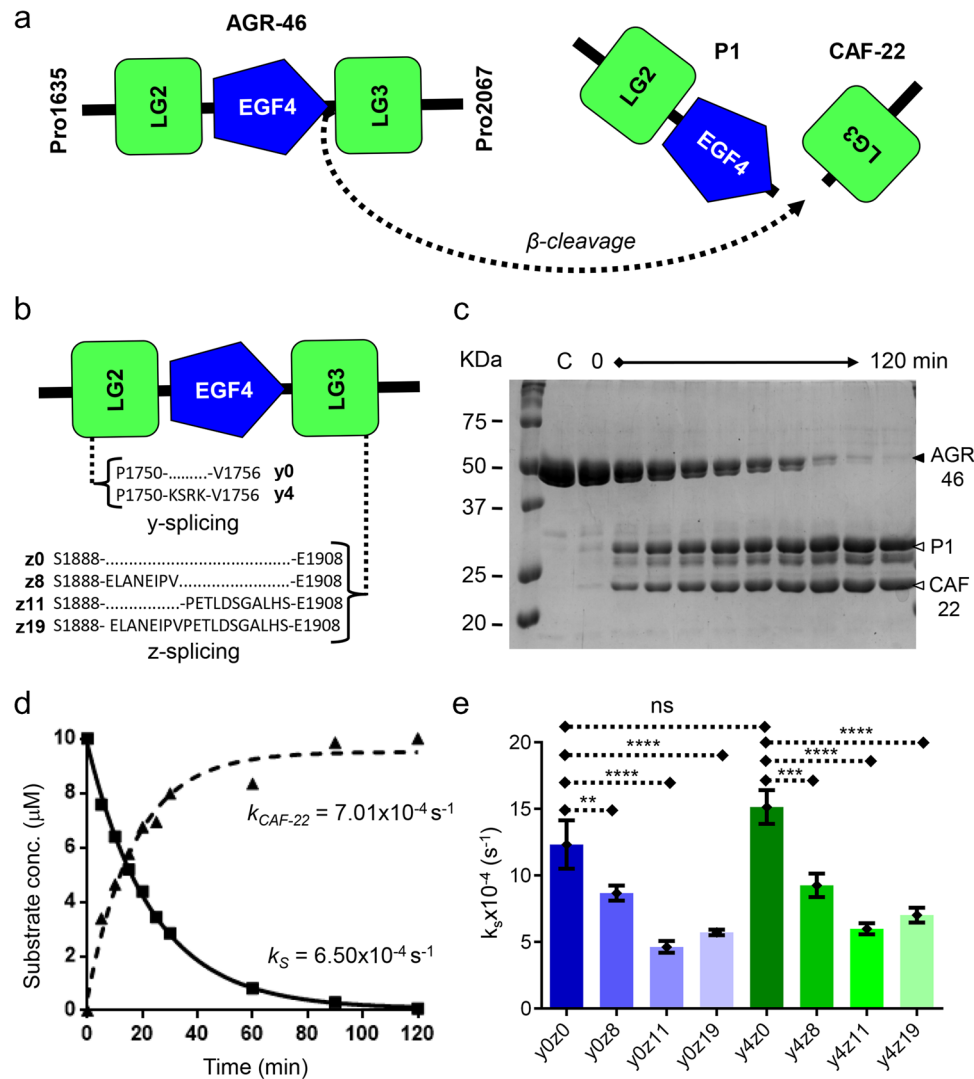 a
AGR-46
P1
CAF-22
Pro1635
LG2
EGF4
LG3
Pro2067
LG2
EGF4
LG3
β-cleavage
b
LG2
EGF4
LG3
P1750-.........-V1756 y0
P1750-KSRK-V1756 y4
y-splicing
z0 S1888-......................................-E1908
z8 S1888-ELANEIPV.......................-E1908
z11 S1888-...............-PETLDSGALHS-E1908
z19 S1888- ELANEIPVPETLDSGALHS-E1908
z-splicing
c
KDa C 0 120 min
75
50
37
25
20
AGR
46
P1
CAF
22
d
Substrate conc. (μM)
10
8
6
4
2
0
k_CAF-22 = 7.01x10⁻⁴ s⁻¹
k_S = 6.50x10⁻⁴ s⁻¹
0 20 40 60 80 100 120
Time (min)
e
ns
****
****
**
****
****
***
kₛx10⁻⁴ (s⁻¹)
20
15
10
5
0
y0z0 y0z8 y0z11 y0z19 y4z0 y4z8 y4z11 y4z19